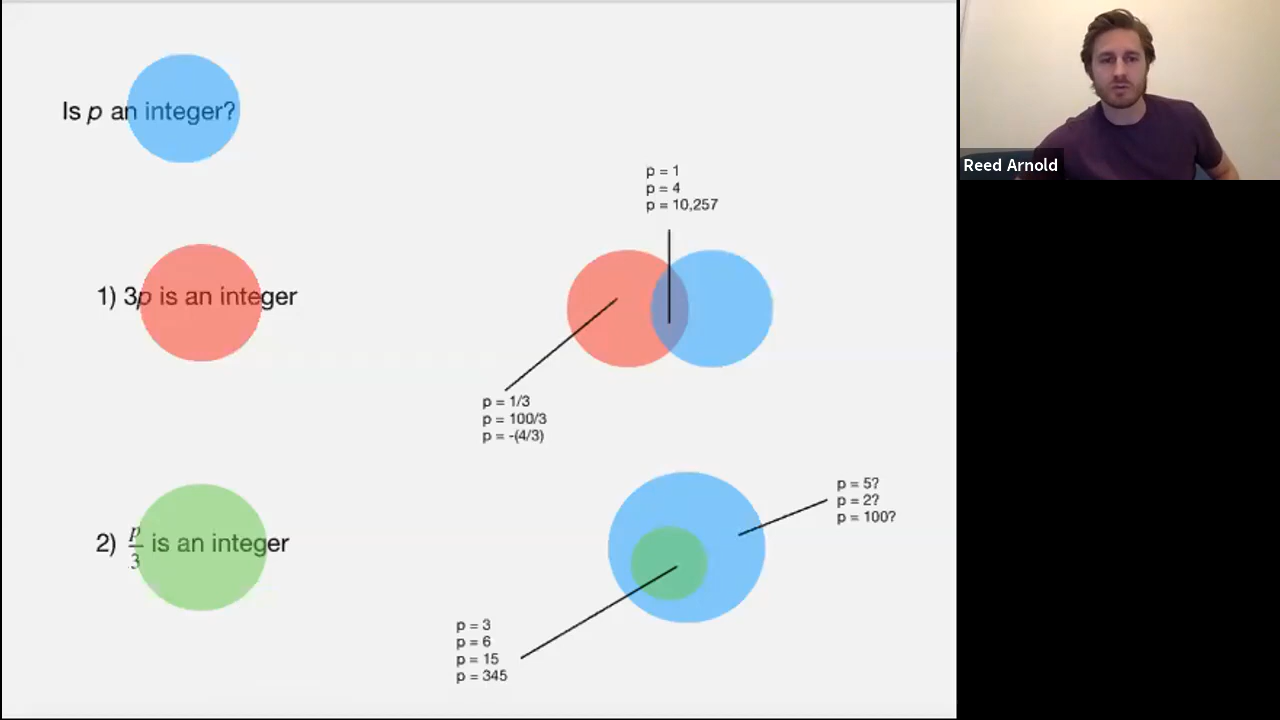 Is p an integer?
p = 1
p = 4
p = 10,257
1) 3p is an integer
p = 1/3
p = 100/3
p = -(4/3)
2) p/3 is an integer
p = 5?
p = 2?
p = 100?
p = 3
p = 6
p = 15
p = 345
Reed Arnold